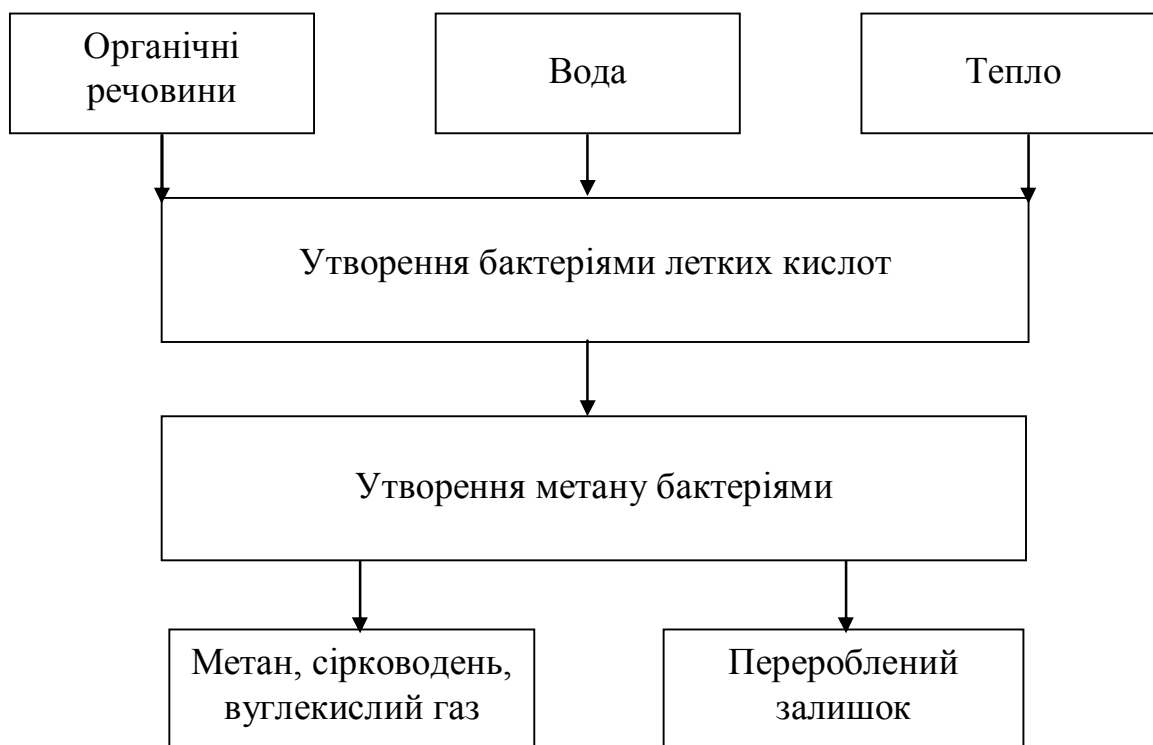 Органічні
речовини
Вода
Тепло
Утворення бактеріями летких кислот
Утворення метану бактеріями
Метан, сірководень,
вуглекислий газ
Перероблений
залишок